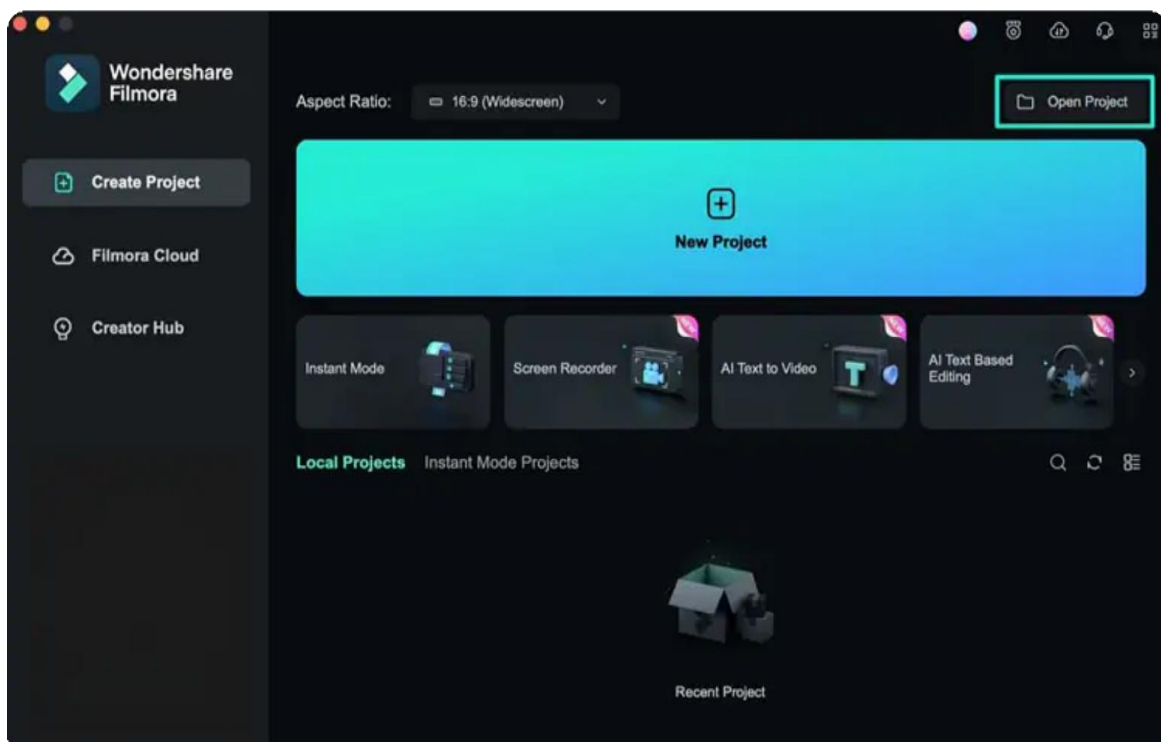 Wondershare
Filmora
Aspect Ratio: 16:9 (Widescreen)
Open Project
Create Project
New Project
Filmora Cloud
Creator Hub
Instant Mode
Screen Recorder
AI Text to Video
T
AI Text Based
Editing
Local Projects Instant Mode Projects
Recent Project